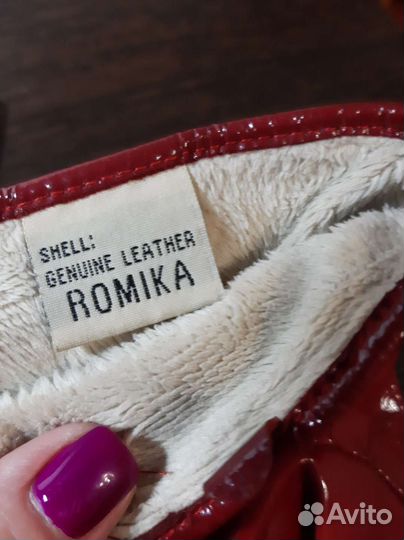 SHELL:
GENUINE LEATHER
ROMIKA
Avito